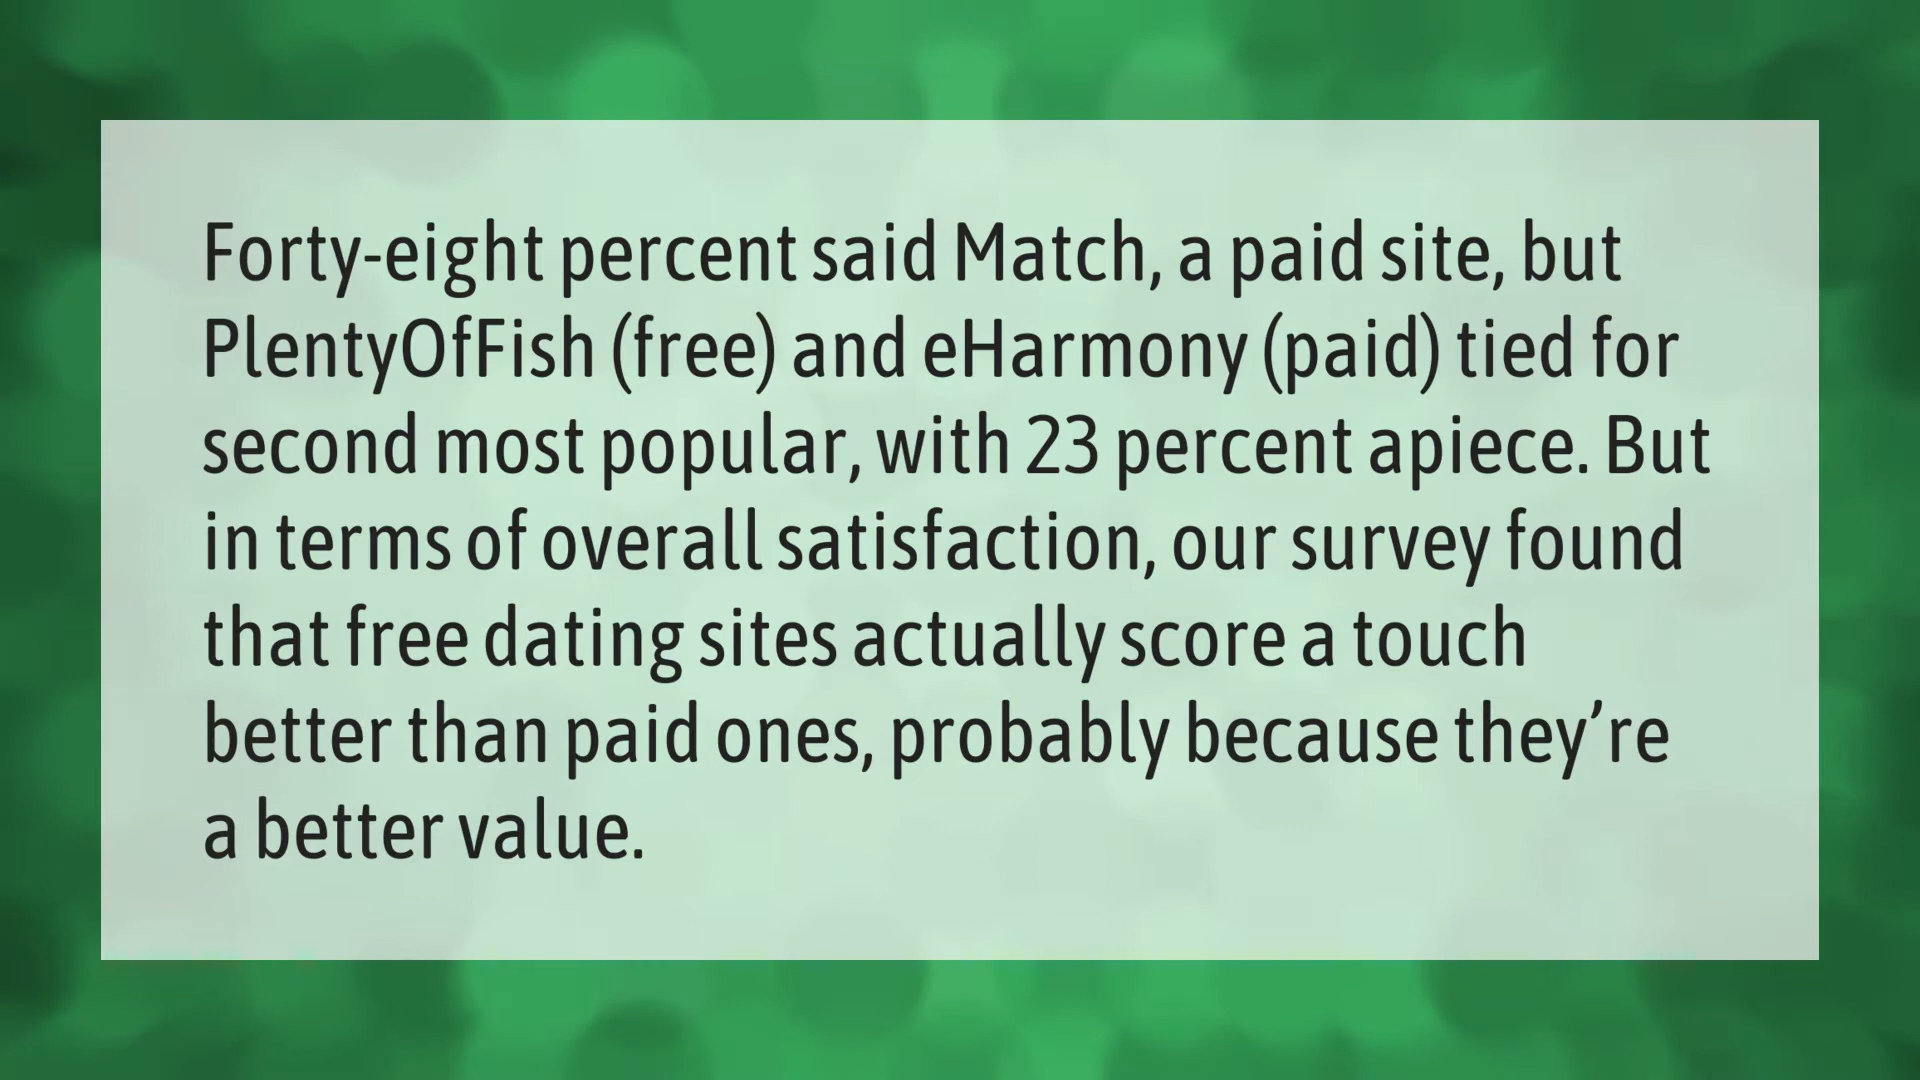 Forty-eight percent said Match, a paid site, but
PlentyOfFish (free) and eHarmony (paid) tied for
second most popular, with 23 percent apiece. But
in terms of overall satisfaction, our survey found
that free dating sites actually score a touch
better than paid ones, probably because they’re
a better value.